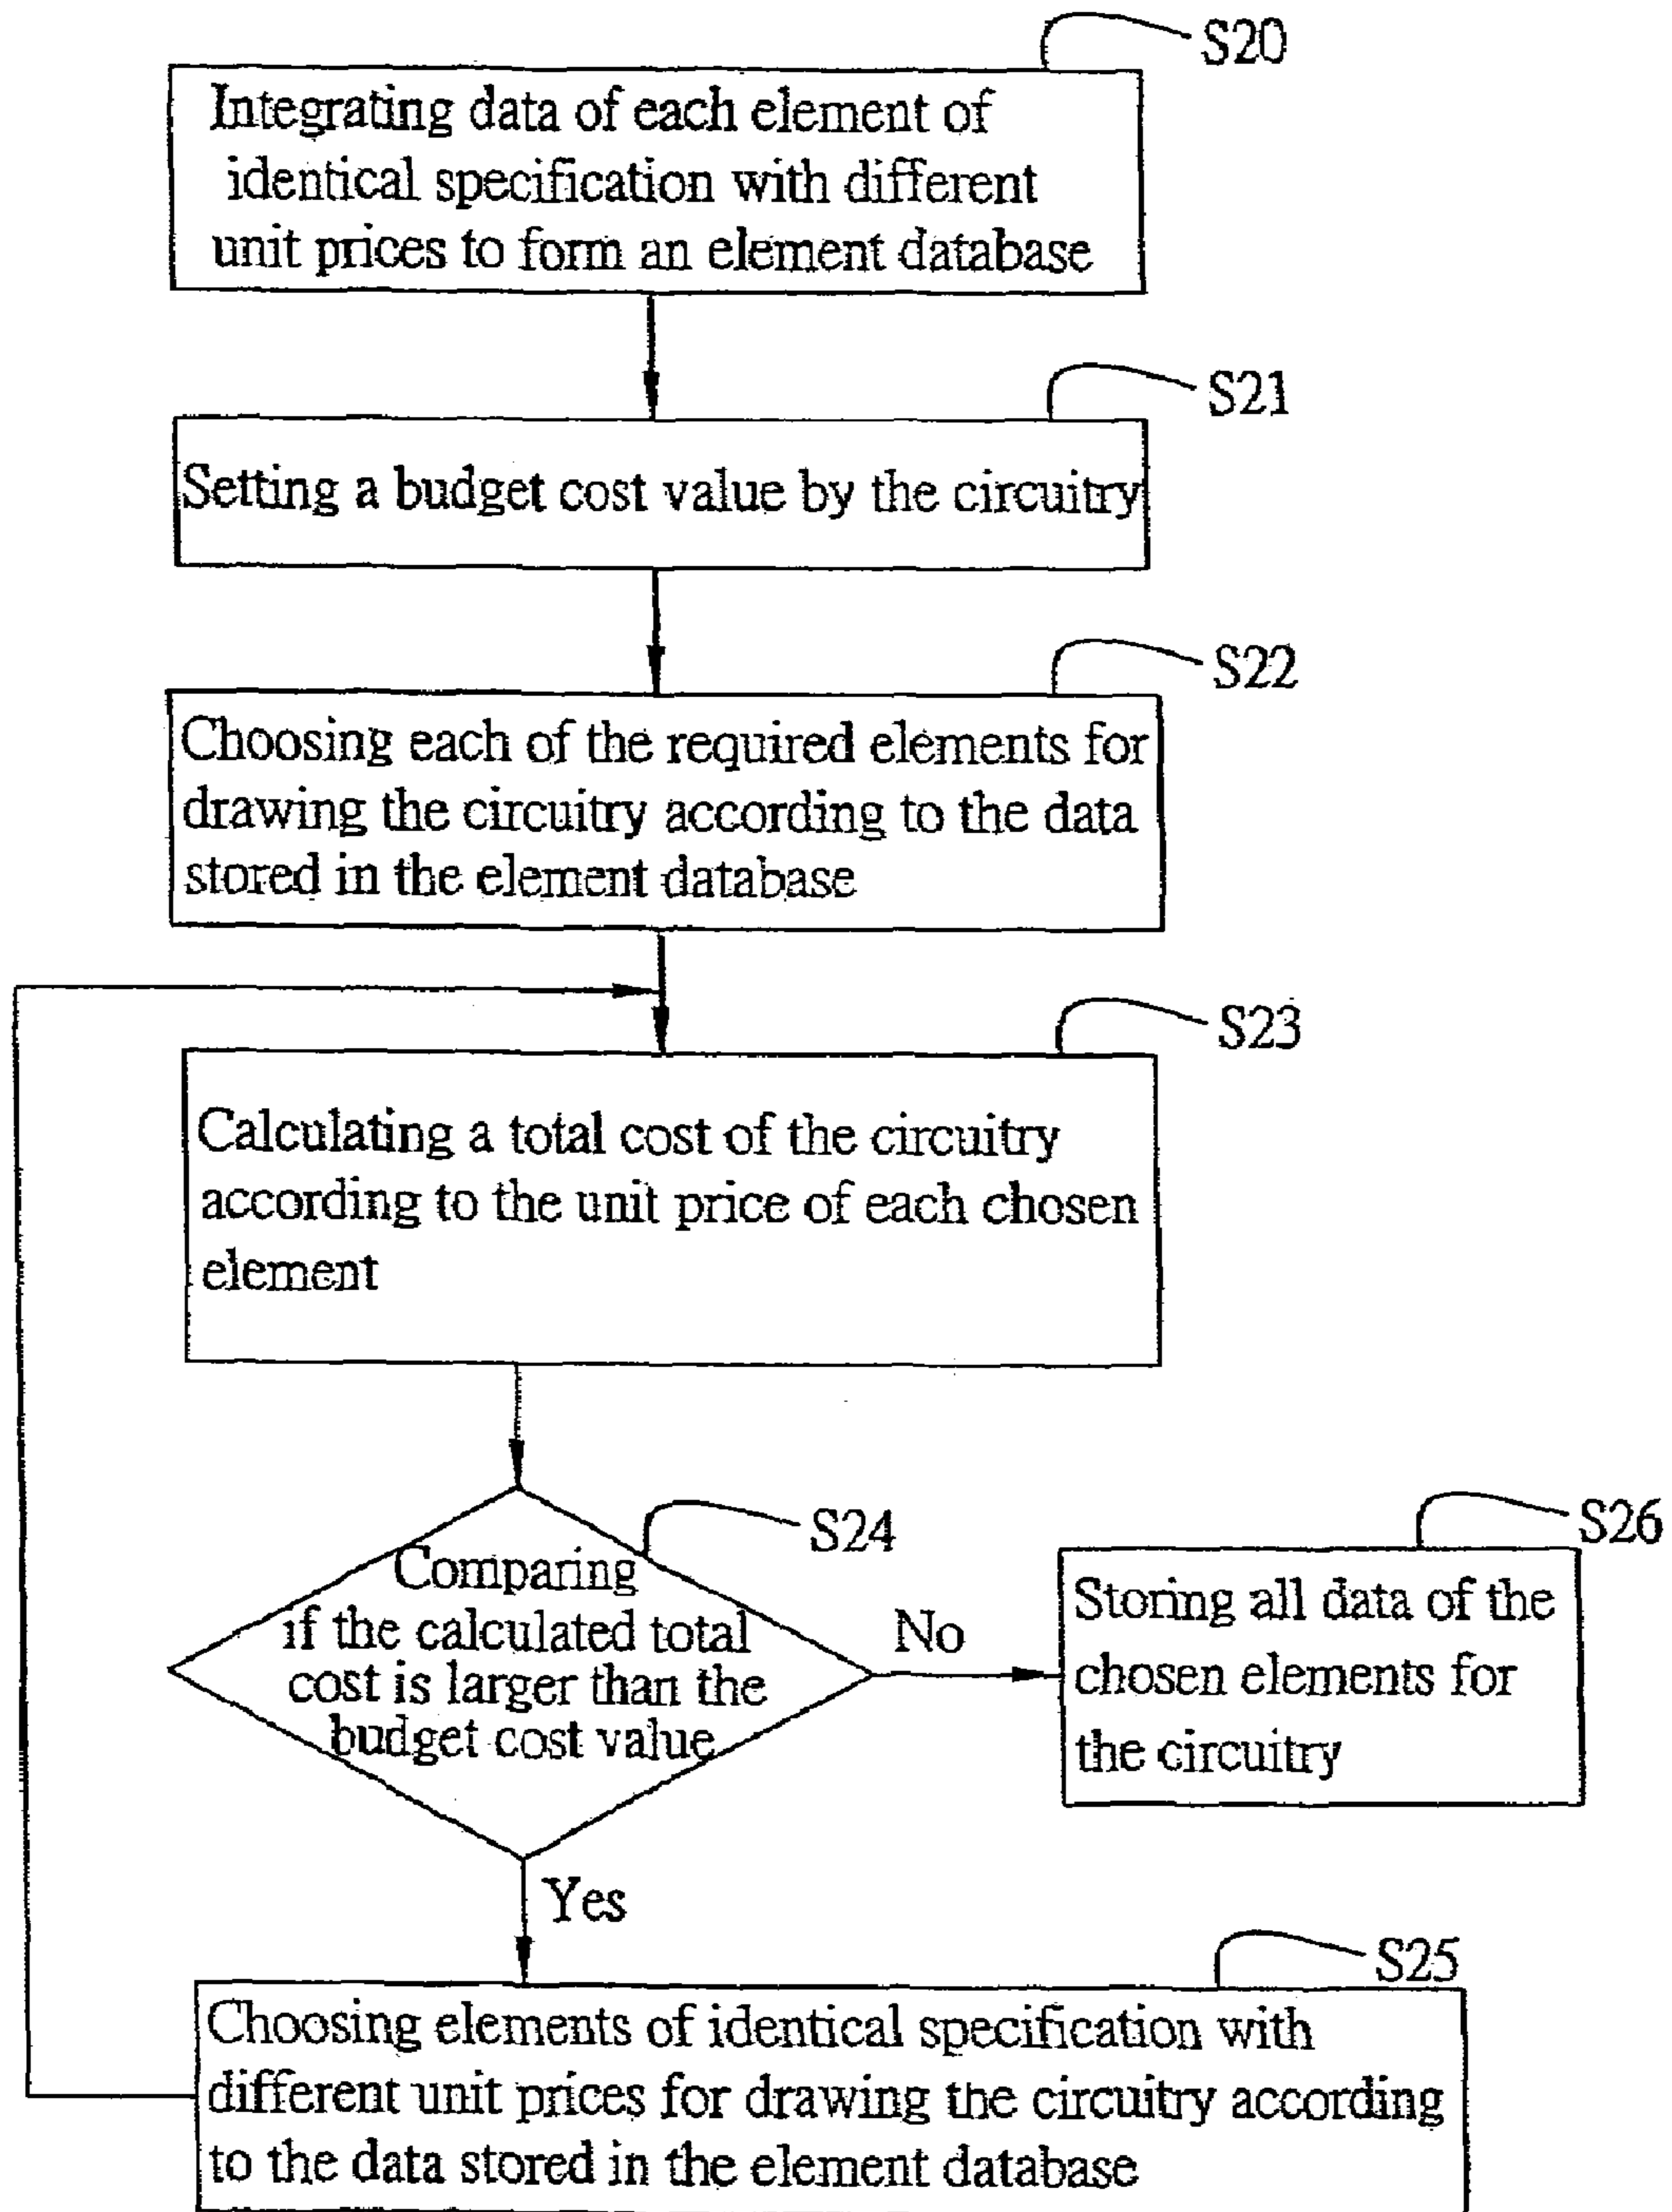 S20
Integrating data of each element of
identical specification with different
unit prices to form an element database
S21
Setting a budget cost value by the circuitry
S22
Choosing each of the required elements for
drawing the circuitry according to the data
stored in the element database
S23
Calculating a total cost of the circuitry
according to the unit price of each chosen
element
S24
Comparing
if the calculated total
cost is larger than the
budget cost value
No
S26
Storing all data of the
chosen elements for
the circuitry
Yes
S25
Choosing elements of identical specification with
different unit prices for drawing the circuitry according
to the data stored in the element database